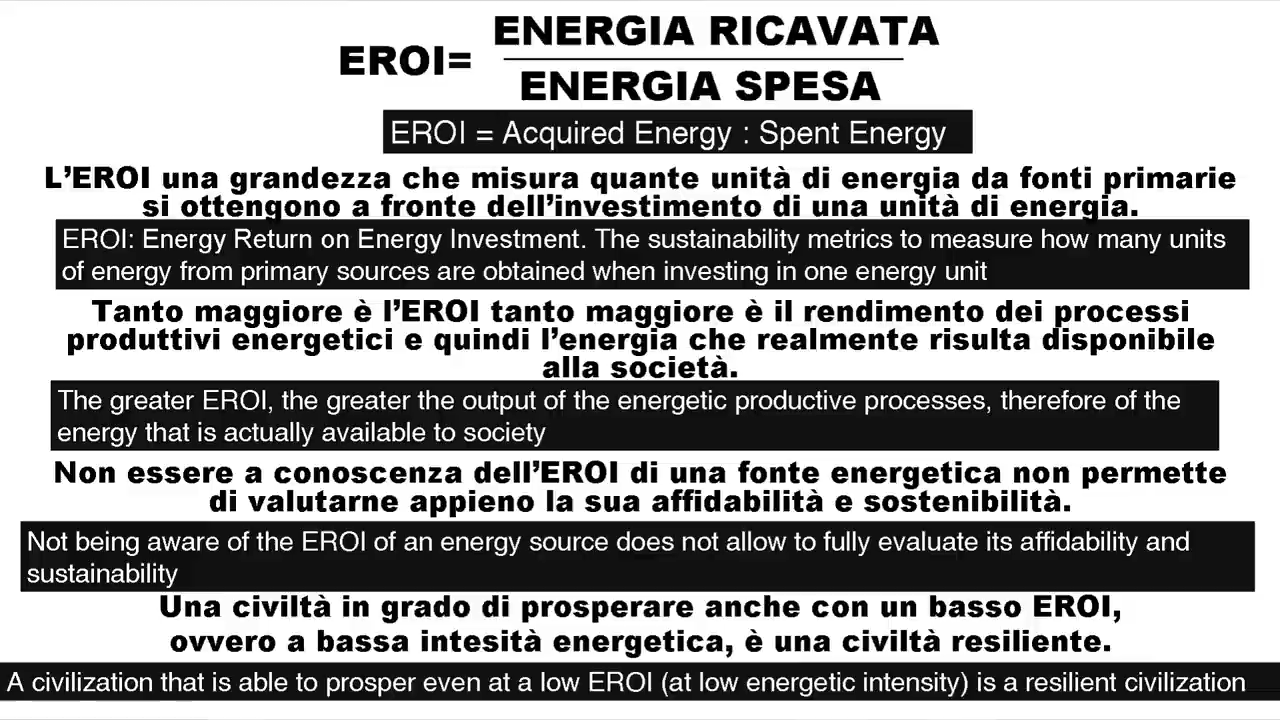 ENERGIA RICAVATA
EROI=
ENERGIA SPESA
EROI = Acquired Energy : Spent Energy
L’EROI una grandezza che misura quante unità di energia da fonti primarie
si ottengono a fronte dell’investimento di una unità di energia.
EROI: Energy Return on Energy Investment. The sustainability metrics to measure how many units
of energy from primary sources are obtained when investing in one energy unit
Tanto maggiore è l’EROI tanto maggiore è il rendimento dei processi
produttivi energetici e quindi l’energia che realmente risulta disponibile
alla società.
The greater EROI, the greater the output of the energetic productive processes, therefore of the
energy that is actually available to society
Non essere a conoscenza dell’EROI di una fonte energetica non permette
di valutarne appieno la sua affidabilità e sostenibilità.
Not being aware of the EROI of an energy source does not allow to fully evaluate its affidability and
sustainability
Una civiltà in grado di prosperare anche con un basso EROI,
ovvero a bassa intesità energetica, è una civiltà resiliente.
A civilization that is able to prosper even at a low EROI (at low energetic intensity) is a resilient civilization